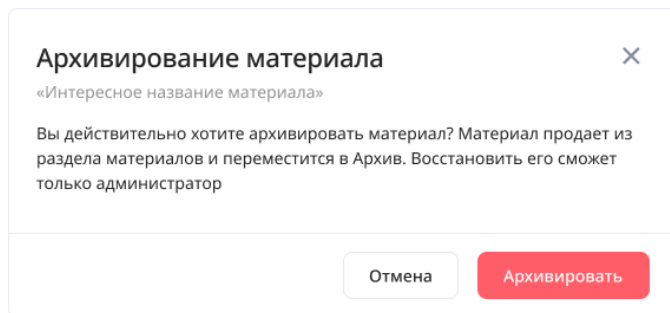 Архивирование материала
«Интересное название материала»
Вы действительно хотите архивировать материал? Материал продает из
раздела материалов и переместится в Архив. Восстановить его сможет
только администратор
Отмена
Архивировать